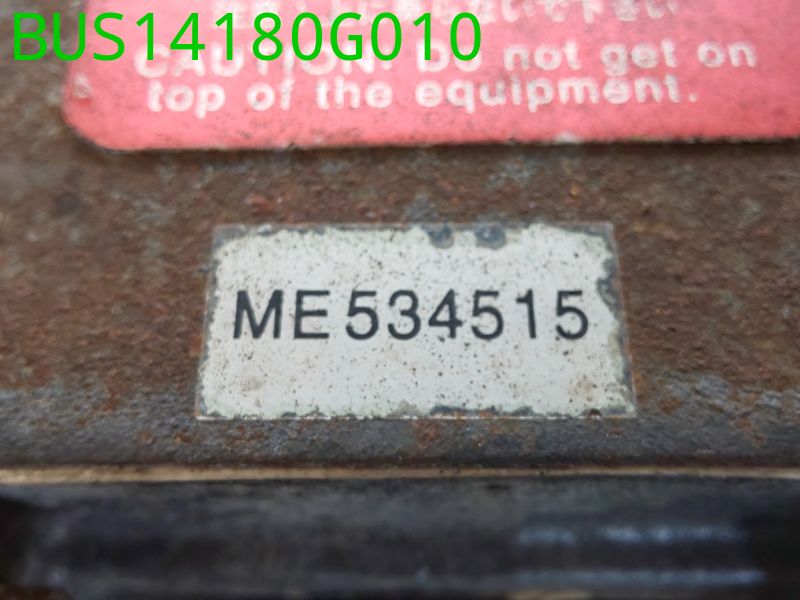 BUS14180G010
CAUTION: Do not get on
top of the equipment.
ME534515